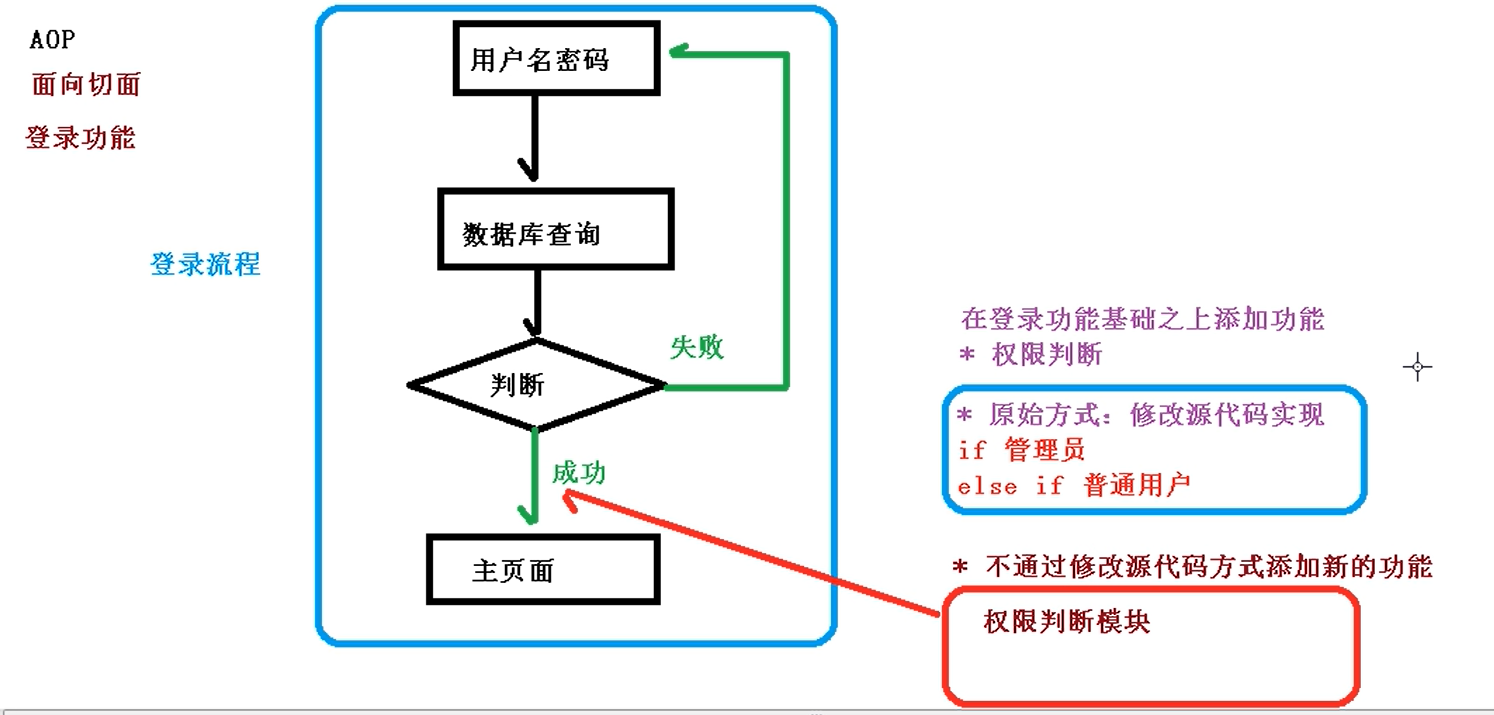 AOP
面向切面
登录功能
登录流程
用户名密码
数据库查询
判断
失败
成功
主页面
在登录功能基础之上添加功能
* 权限判断
* 原始方式：修改源代码实现
if 管理员
else if 普通用户
* 不通过修改源代码方式添加新的功能
权限判断模块